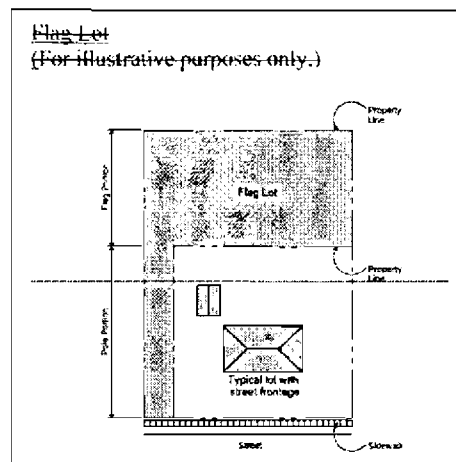 Flag Lot
(For illustrative purposes only.)
Property
Line
Flag Portion
Flag Lot
Property
Line
Pole Portion
Typical lot with
street frontage
Street
Sidewalk